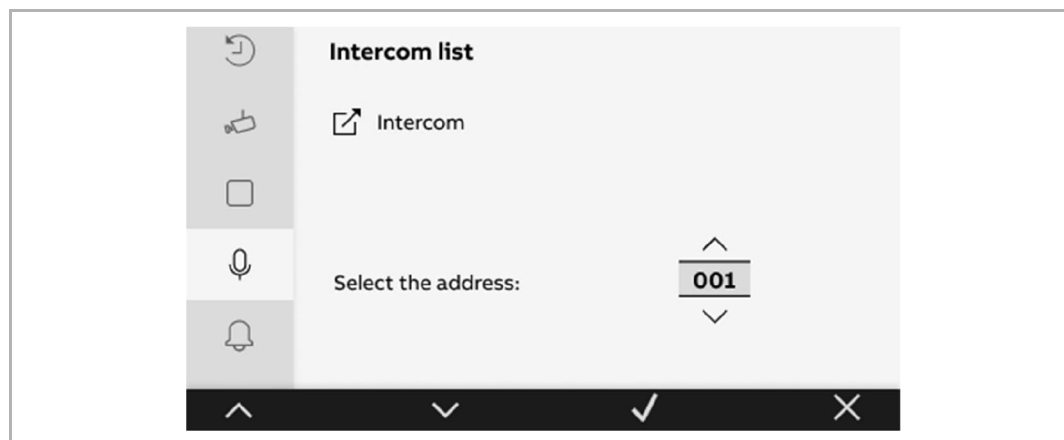 Intercom list
Intercom
Select the address:
001